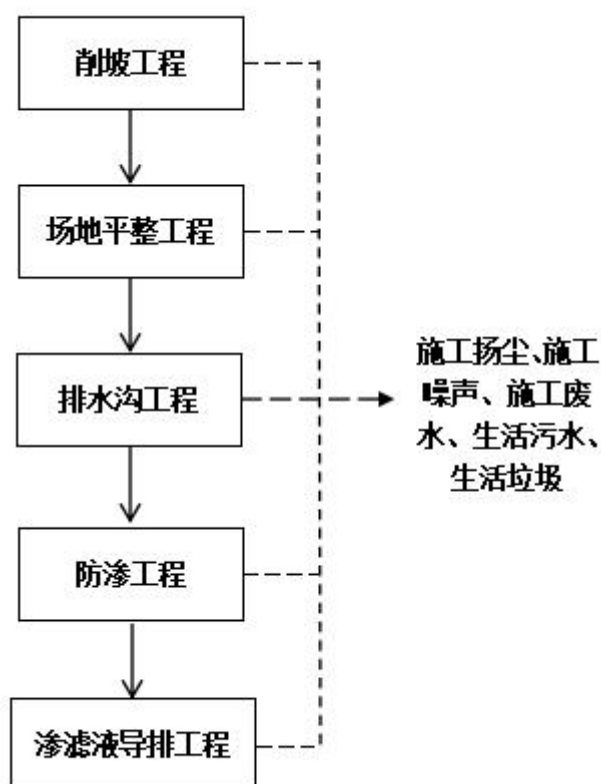 削坡工程
场地平整工程
排水沟工程
施工扬尘、施工
噪声、施工废
水、生活污水、
生活垃圾
防渗工程
渗滤液导排工程